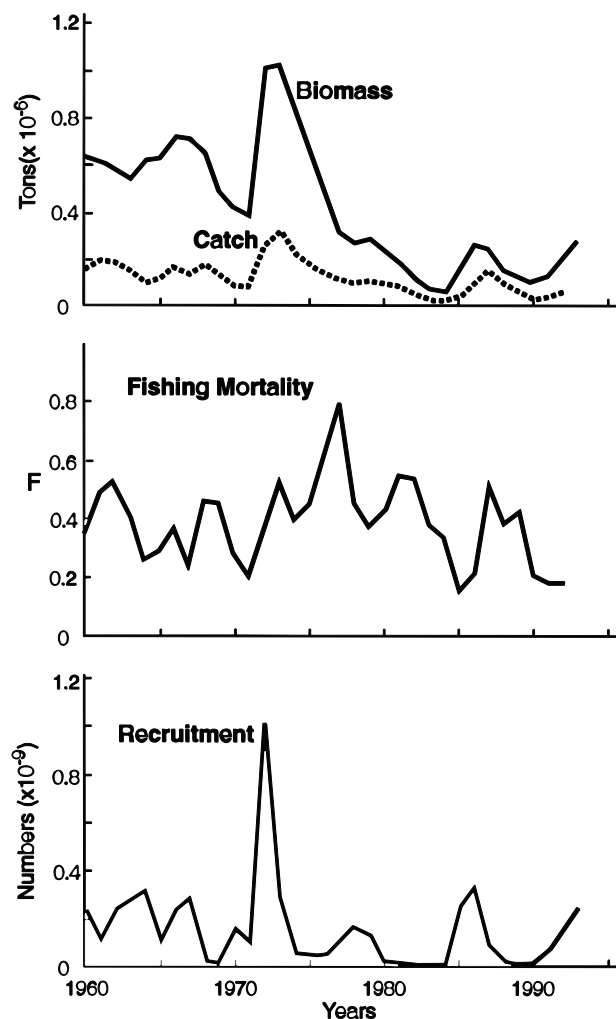 1.2
Biomass
0.8
Tons(x 10⁻⁶)
0.4
Catch
0
Fishing Mortality
0.8
0.6
F
0.4
0.2
0
1.2
Recruitment
0.8
Numbers (x10⁻⁹)
0.4
0
1960 1970 1980 1990
Years